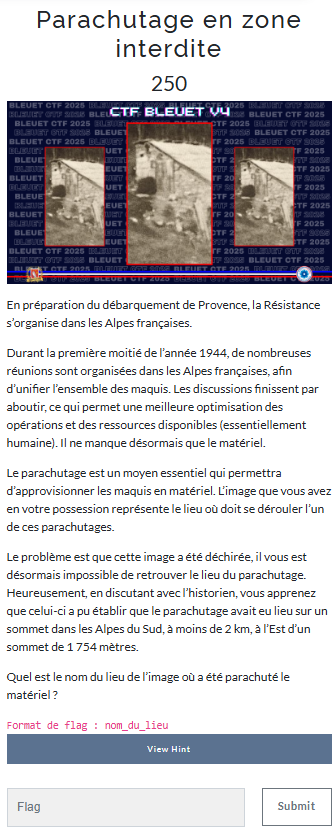 Parachutage en zone
interdite
250
BLEUET CTF 2025
CTF BLEUET V4
En préparation du débarquement de Provence, la Résistance
s'organise dans les Alpes françaises.
Durant la première moitié de l'année 1944, de nombreuses
réunions sont organisées dans les Alpes françaises, afin
d'unifier l'ensemble des maquis. Les discussions finissent par
aboutir, ce qui permet une meilleure optimisation des
opérations et des ressources disponibles (essentiellement
humaine). Il ne manque désormais que le matériel.
Le parachutage est un moyen essentiel qui permettra
d'approvisionner les maquis en matériel. L'image que vous avez
en votre possession représente le lieu où doit se dérouler l'un
de ces parachutages.
Le problème est que cette image a été déchirée, il vous est
désormais impossible de retrouver le lieu du parachutage.
Heureusement, en discutant avec l'historien, vous apprenez
que celui-ci a pu établir que le parachutage avait eu lieu sur un
sommet dans les Alpes du Sud, à moins de 2 km, à l'Est d'un
sommet de 1 754 mètres.
Quel est le nom du lieu de l'image où a été parachuté le
matériel ?
Format de flag : nom_du_lieu
View Hint
Flag
Submit